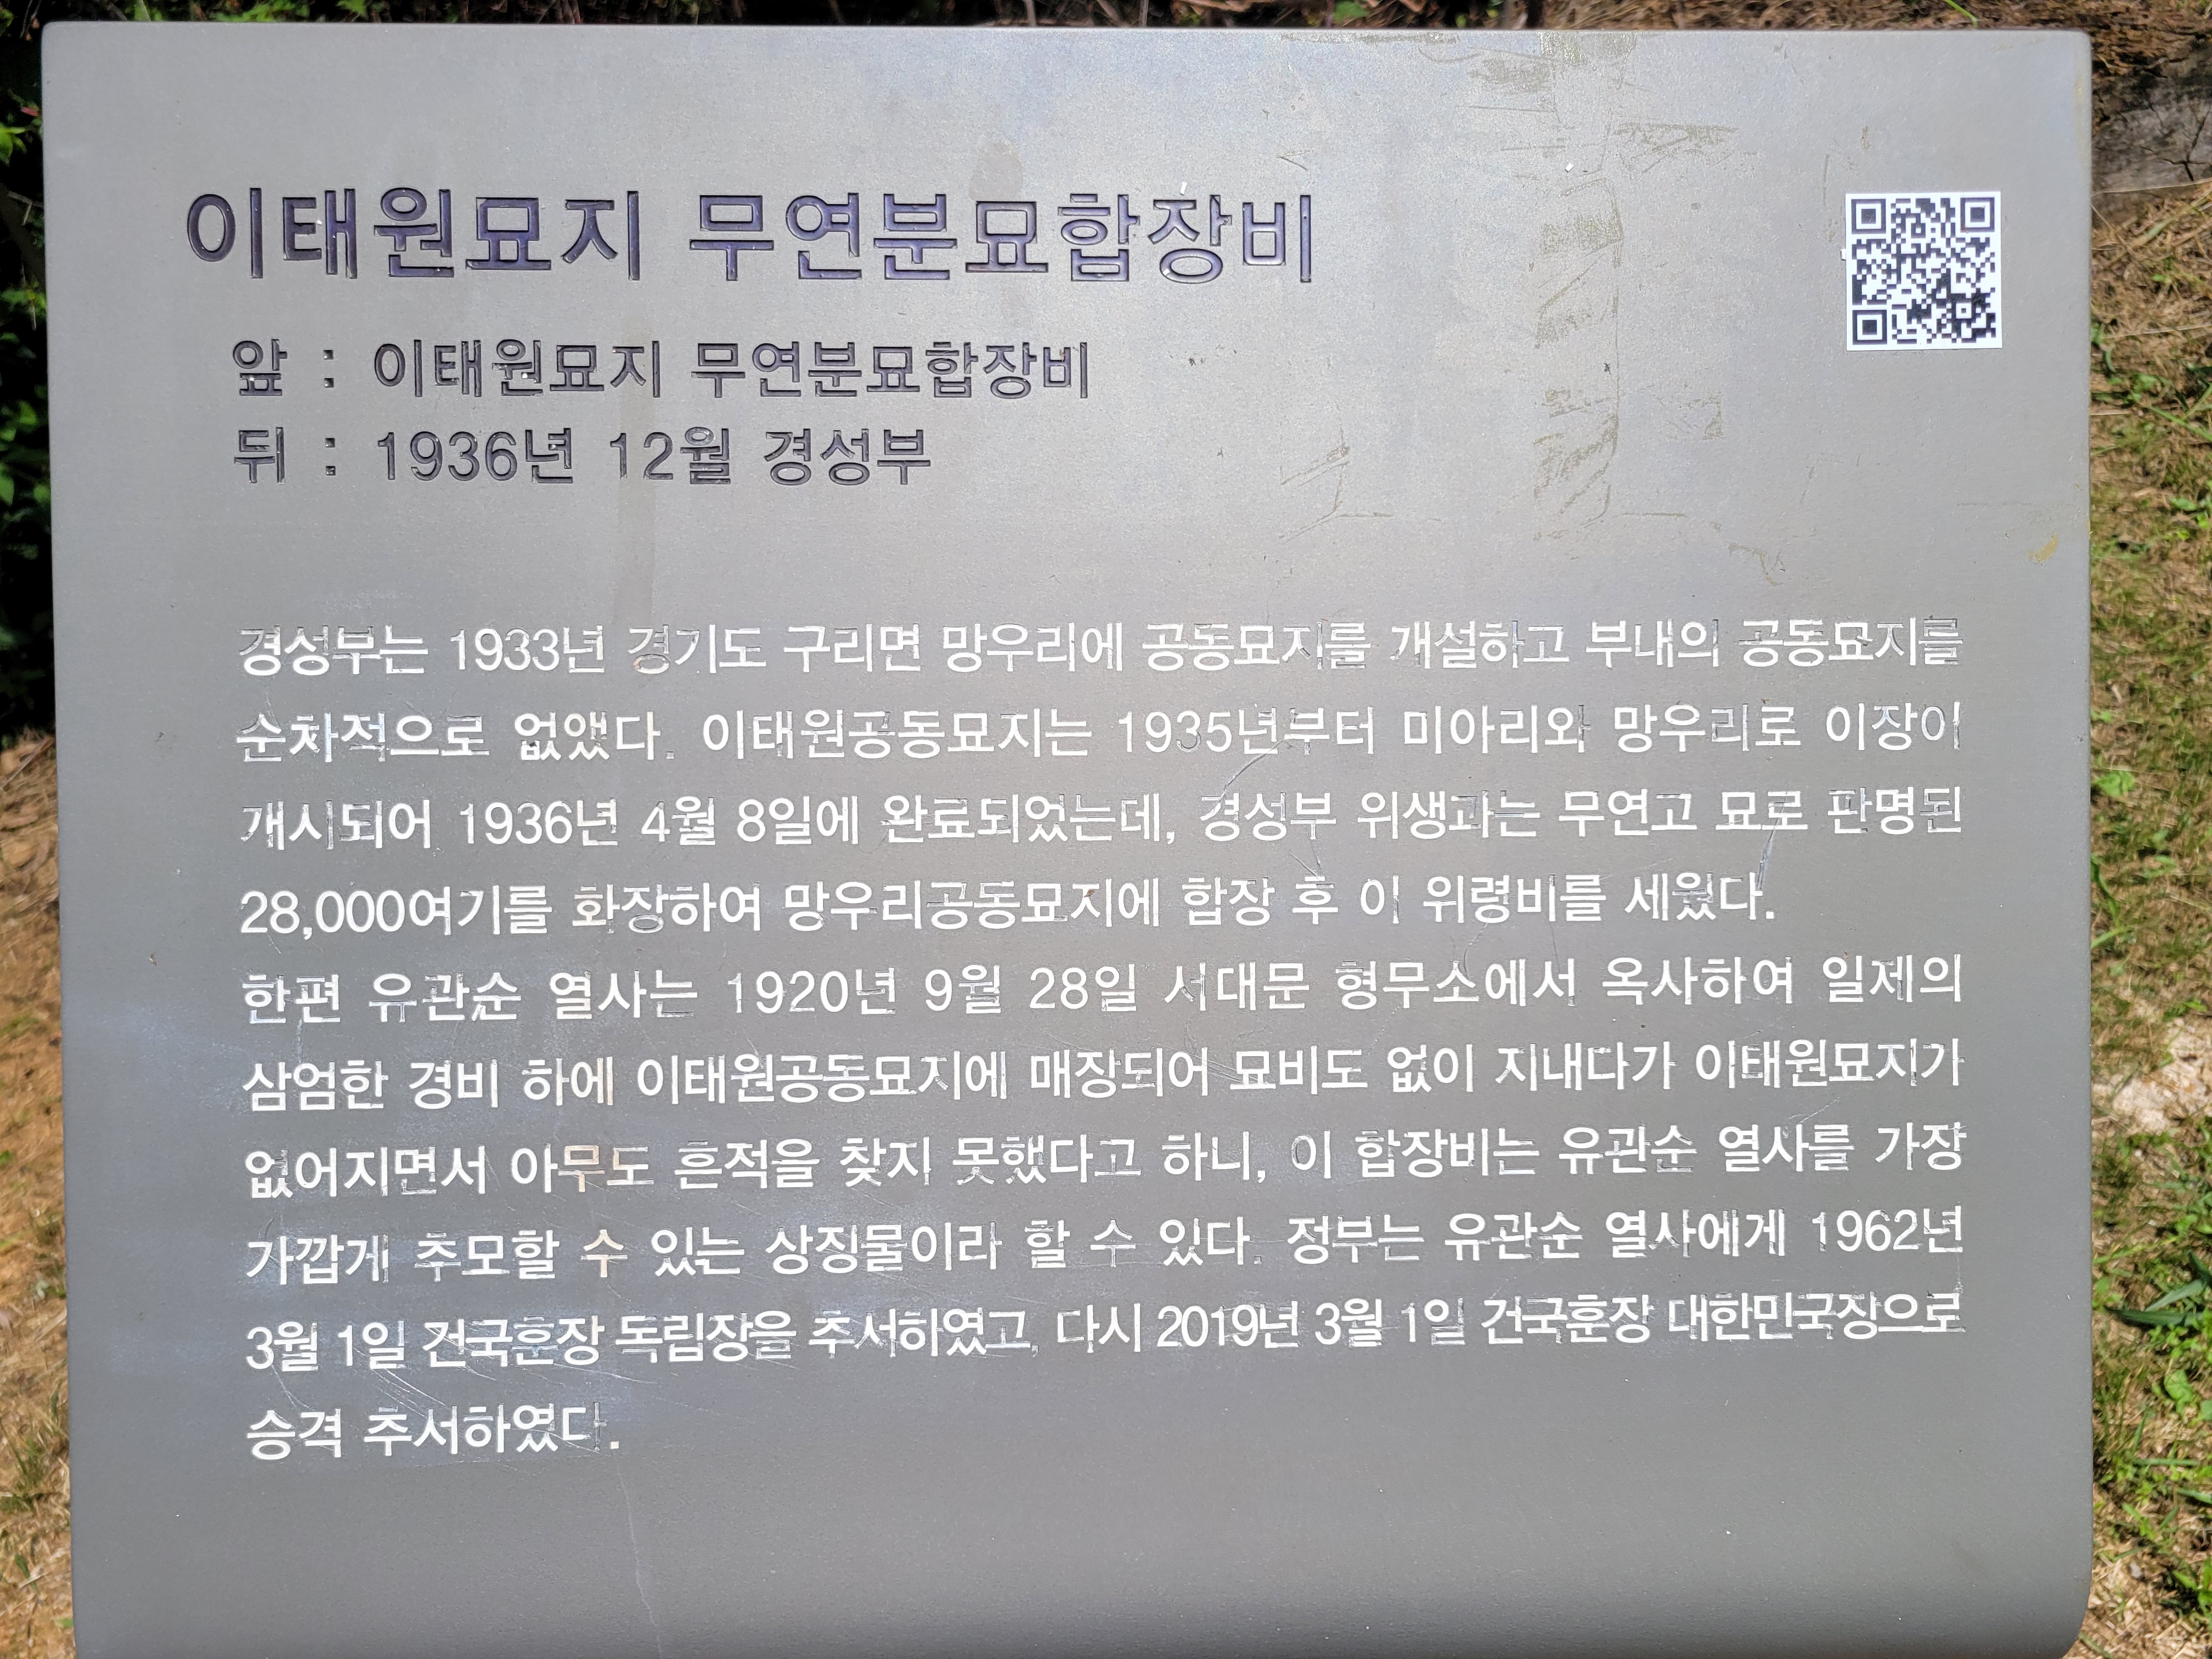 이태원묘지 무연분묘합장비
앞 : 이태원묘지 무연분묘합장비
뒤 : 1936년 12월 경성부
경성부는 1933년 경기도 구리면 망우리에 공동묘지를 개설하고 부내의 공동묘지를
순차적으로 없앴다. 이태원공동묘지는 1935년부터 미아리와 망우리로 이장이
개시되어 1936년 4월 8일에 완료되었는데, 경성부 위생과는 무연고 묘로 판명된
28,000여기를 화장하여 망우리공동묘지에 합장 후 이 위령비를 세웠다.
한편 유관순 열사는 1920년 9월 28일 서대문 형무소에서 옥사하여 일제의
삼엄한 경비 하에 이태원공동묘지에 매장되어 묘비도 없이 지내다가 이태원묘지가
없어지면서 아무도 흔적을 찾지 못했다고 하니, 이 합장비는 유관순 열사를 가장
가깝게 추모할 수 있는 상징물이라 할 수 있다. 정부는 유관순 열사에게 1962년
3월 1일 건국훈장 독립장을 추서하였고, 다시 2019년 3월 1일 건국훈장 대한민국장으로
승격 추서하였다.